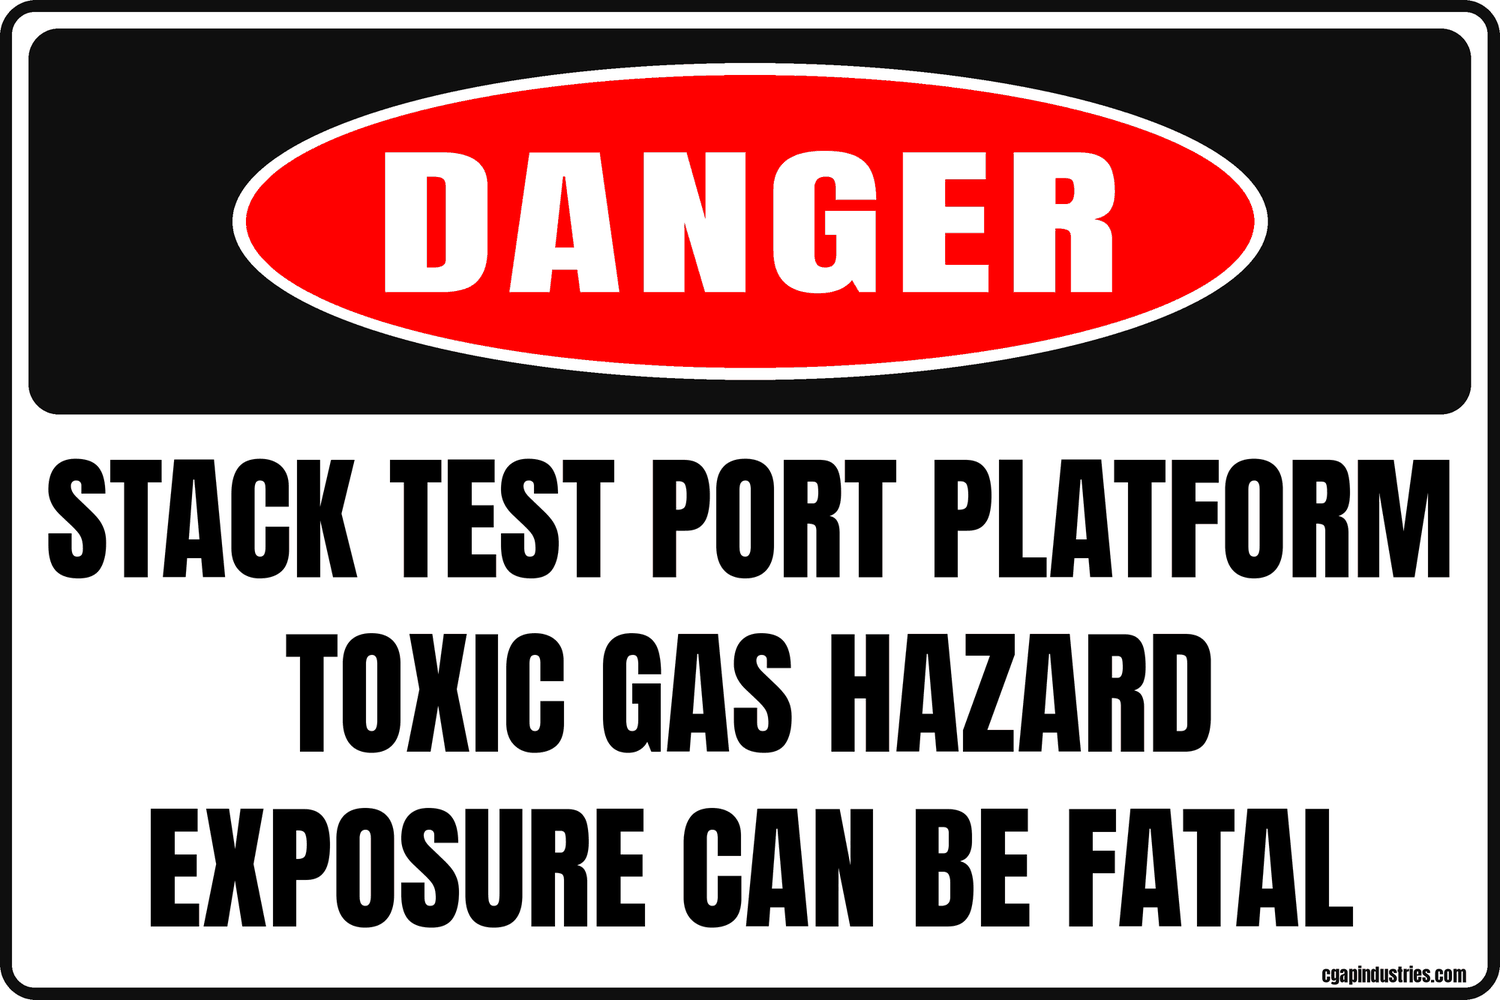 DANGER
STACK TEST PORT PLATFORM
TOXIC GAS HAZARD
EXPOSURE CAN BE FATAL
cgapindustries.com